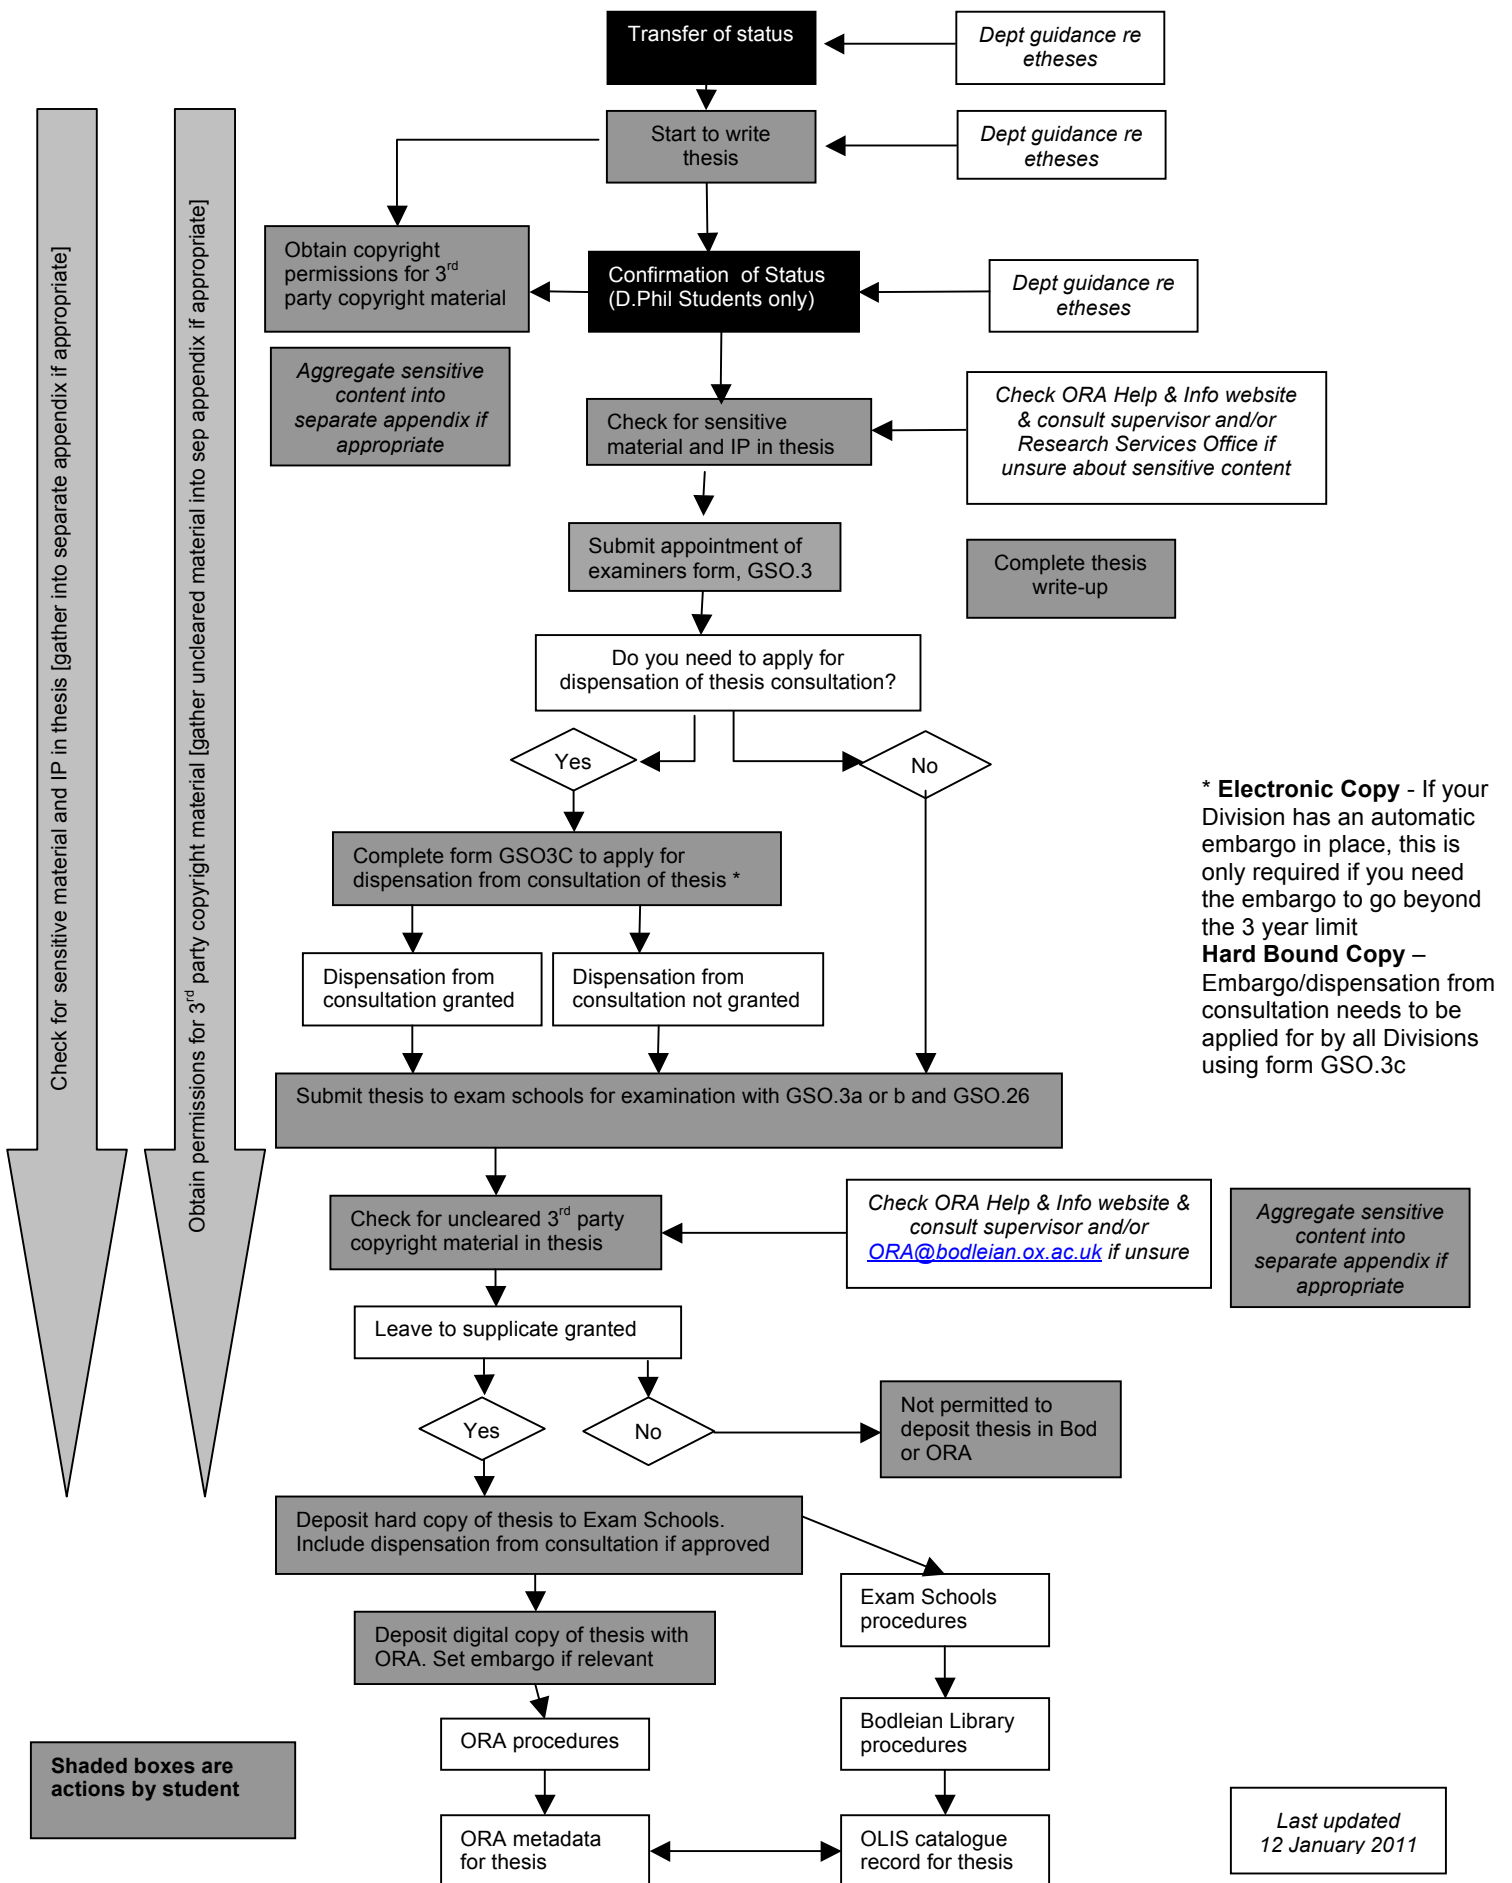 Transfer of status
Dept guidance re
etheses
Start to write
thesis
Dept guidance re
etheses
Obtain copyright
permissions for 3rd
party copyright material
Confirmation of Status
(D.Phil Students only)
Dept guidance re
etheses
Aggregate sensitive
content into
separate appendix if
appropriate
Check for sensitive
material and IP in thesis
Check ORA Help & Info website
& consult supervisor and/or
Research Services Office if
unsure about sensitive content
Submit appointment of
examiners form, GSO.3
Complete thesis
write-up
Do you need to apply for
dispensation of thesis consultation?
Yes
No
Complete form GSO3C to apply for
dispensation from consultation of thesis *
Dispensation from
consultation granted
Dispensation from
consultation not granted
* Electronic Copy - If your
Division has an automatic
embargo in place, this is
only required if you need
the embargo to go beyond
the 3 year limit
Hard Bound Copy –
Embargo/dispensation from
consultation needs to be
applied for by all Divisions
using form GSO.3c
Check for sensitive material and IP in thesis [gather into separate appendix if appropriate]
Obtain permissions for 3rd party copyright material [gather uncleared material into sep appendix if appropriate]
Submit thesis to exam schools for examination with GSO.3a or b and GSO.26
Check for uncleared 3rd party
copyright material in thesis
Check ORA Help & Info website &
consult supervisor and/or
ORA@bodleian.ox.ac.uk if unsure
Aggregate sensitive
content into
separate appendix if
appropriate
Leave to supplicate granted
Yes
No
Not permitted to
deposit thesis in Bod
or ORA
Deposit hard copy of thesis to Exam Schools.
Include dispensation from consultation if approved
Exam Schools
procedures
Deposit digital copy of thesis with
ORA. Set embargo if relevant
ORA procedures
Bodleian Library
procedures
Shaded boxes are
actions by student
ORA metadata
for thesis
OLIS catalogue
record for thesis
Last updated
12 January 2011